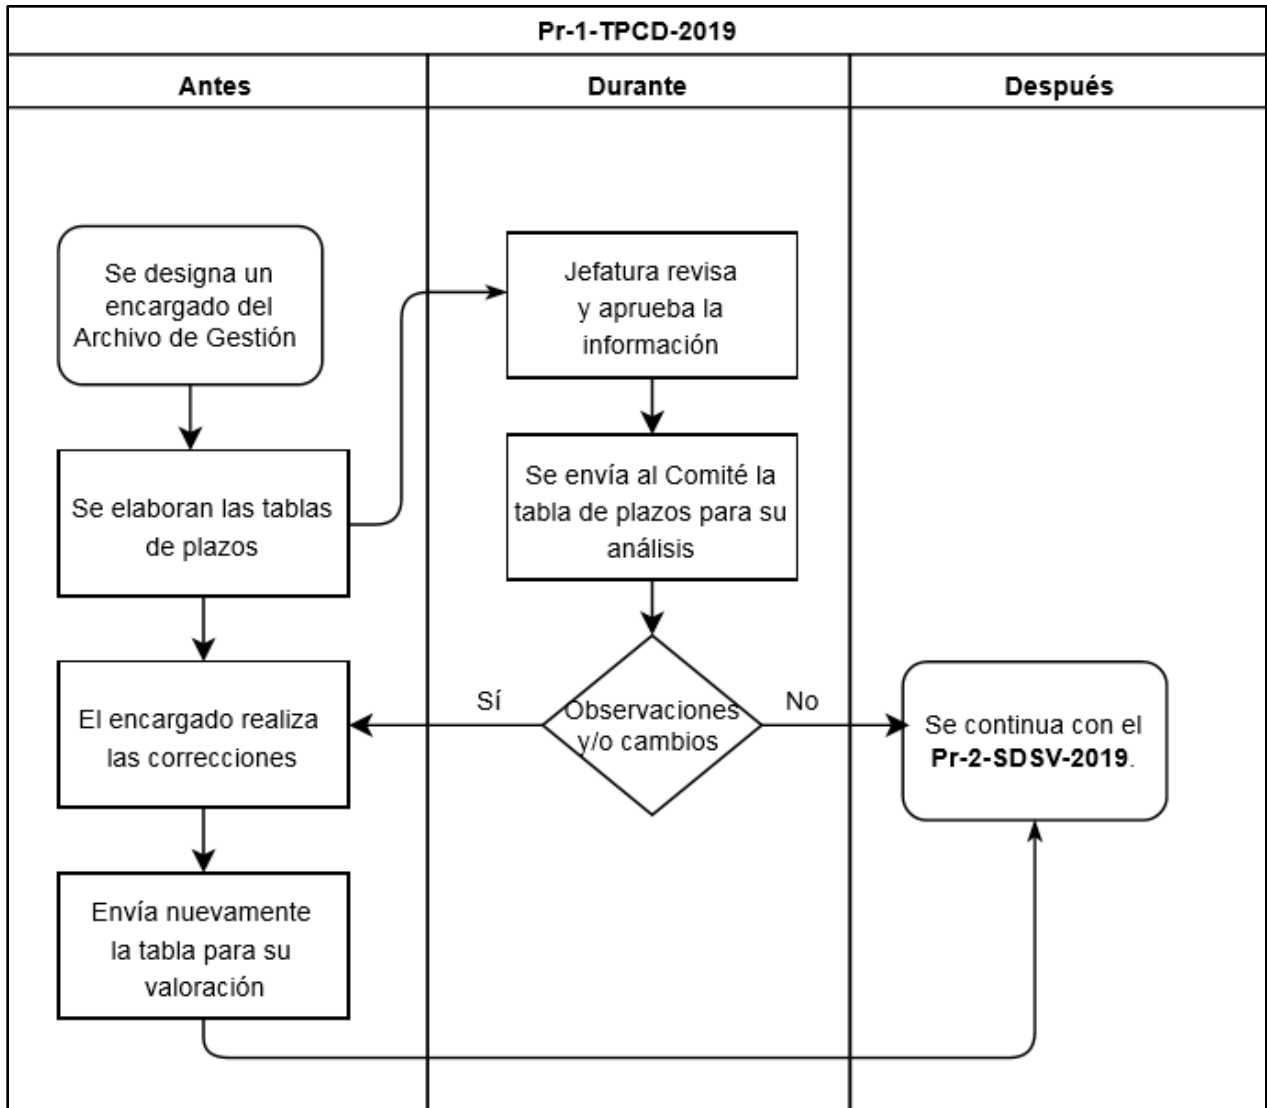 Pr-1-TPCD-2019
Antes
Durante
Después
Se designa un
encargado del
Archivo de Gestión
Se elaboran las tablas
de plazos
El encargado realiza
las correcciones
Envía nuevamente
la tabla para su
valoración
Jefatura revisa
y aprueba la
información
Se envía al Comité la
tabla de plazos para su
análisis
Sí
Observaciones
y/o cambios
No
Se continua con el
Pr-2-SDSV-2019.